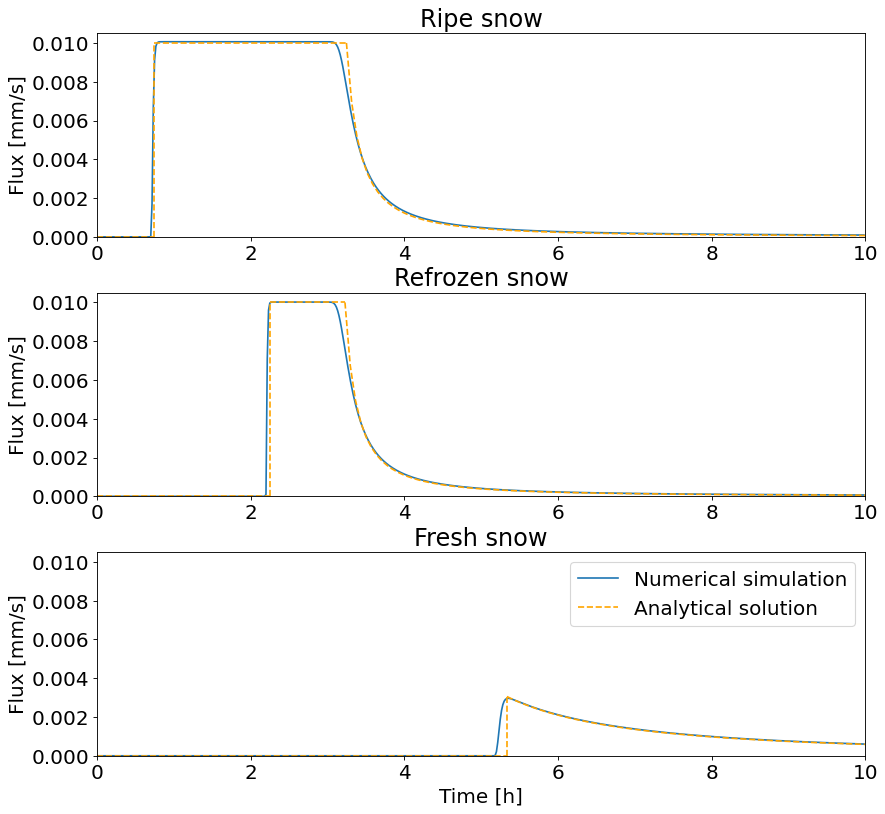 Ripe snow
0.010
0.008
0.006
0.004
0.002
0.000
Flux [mm/s]
0 2 4 6 8 10
Refrozen snow
0.010
0.008
0.006
0.004
0.002
0.000
Flux [mm/s]
0 2 4 6 8 10
Fresh snow
0.010
0.008
0.006
0.004
0.002
0.000
Flux [mm/s]
Numerical simulation
Analytical solution
0 2 4 6 8 10
Time [h]